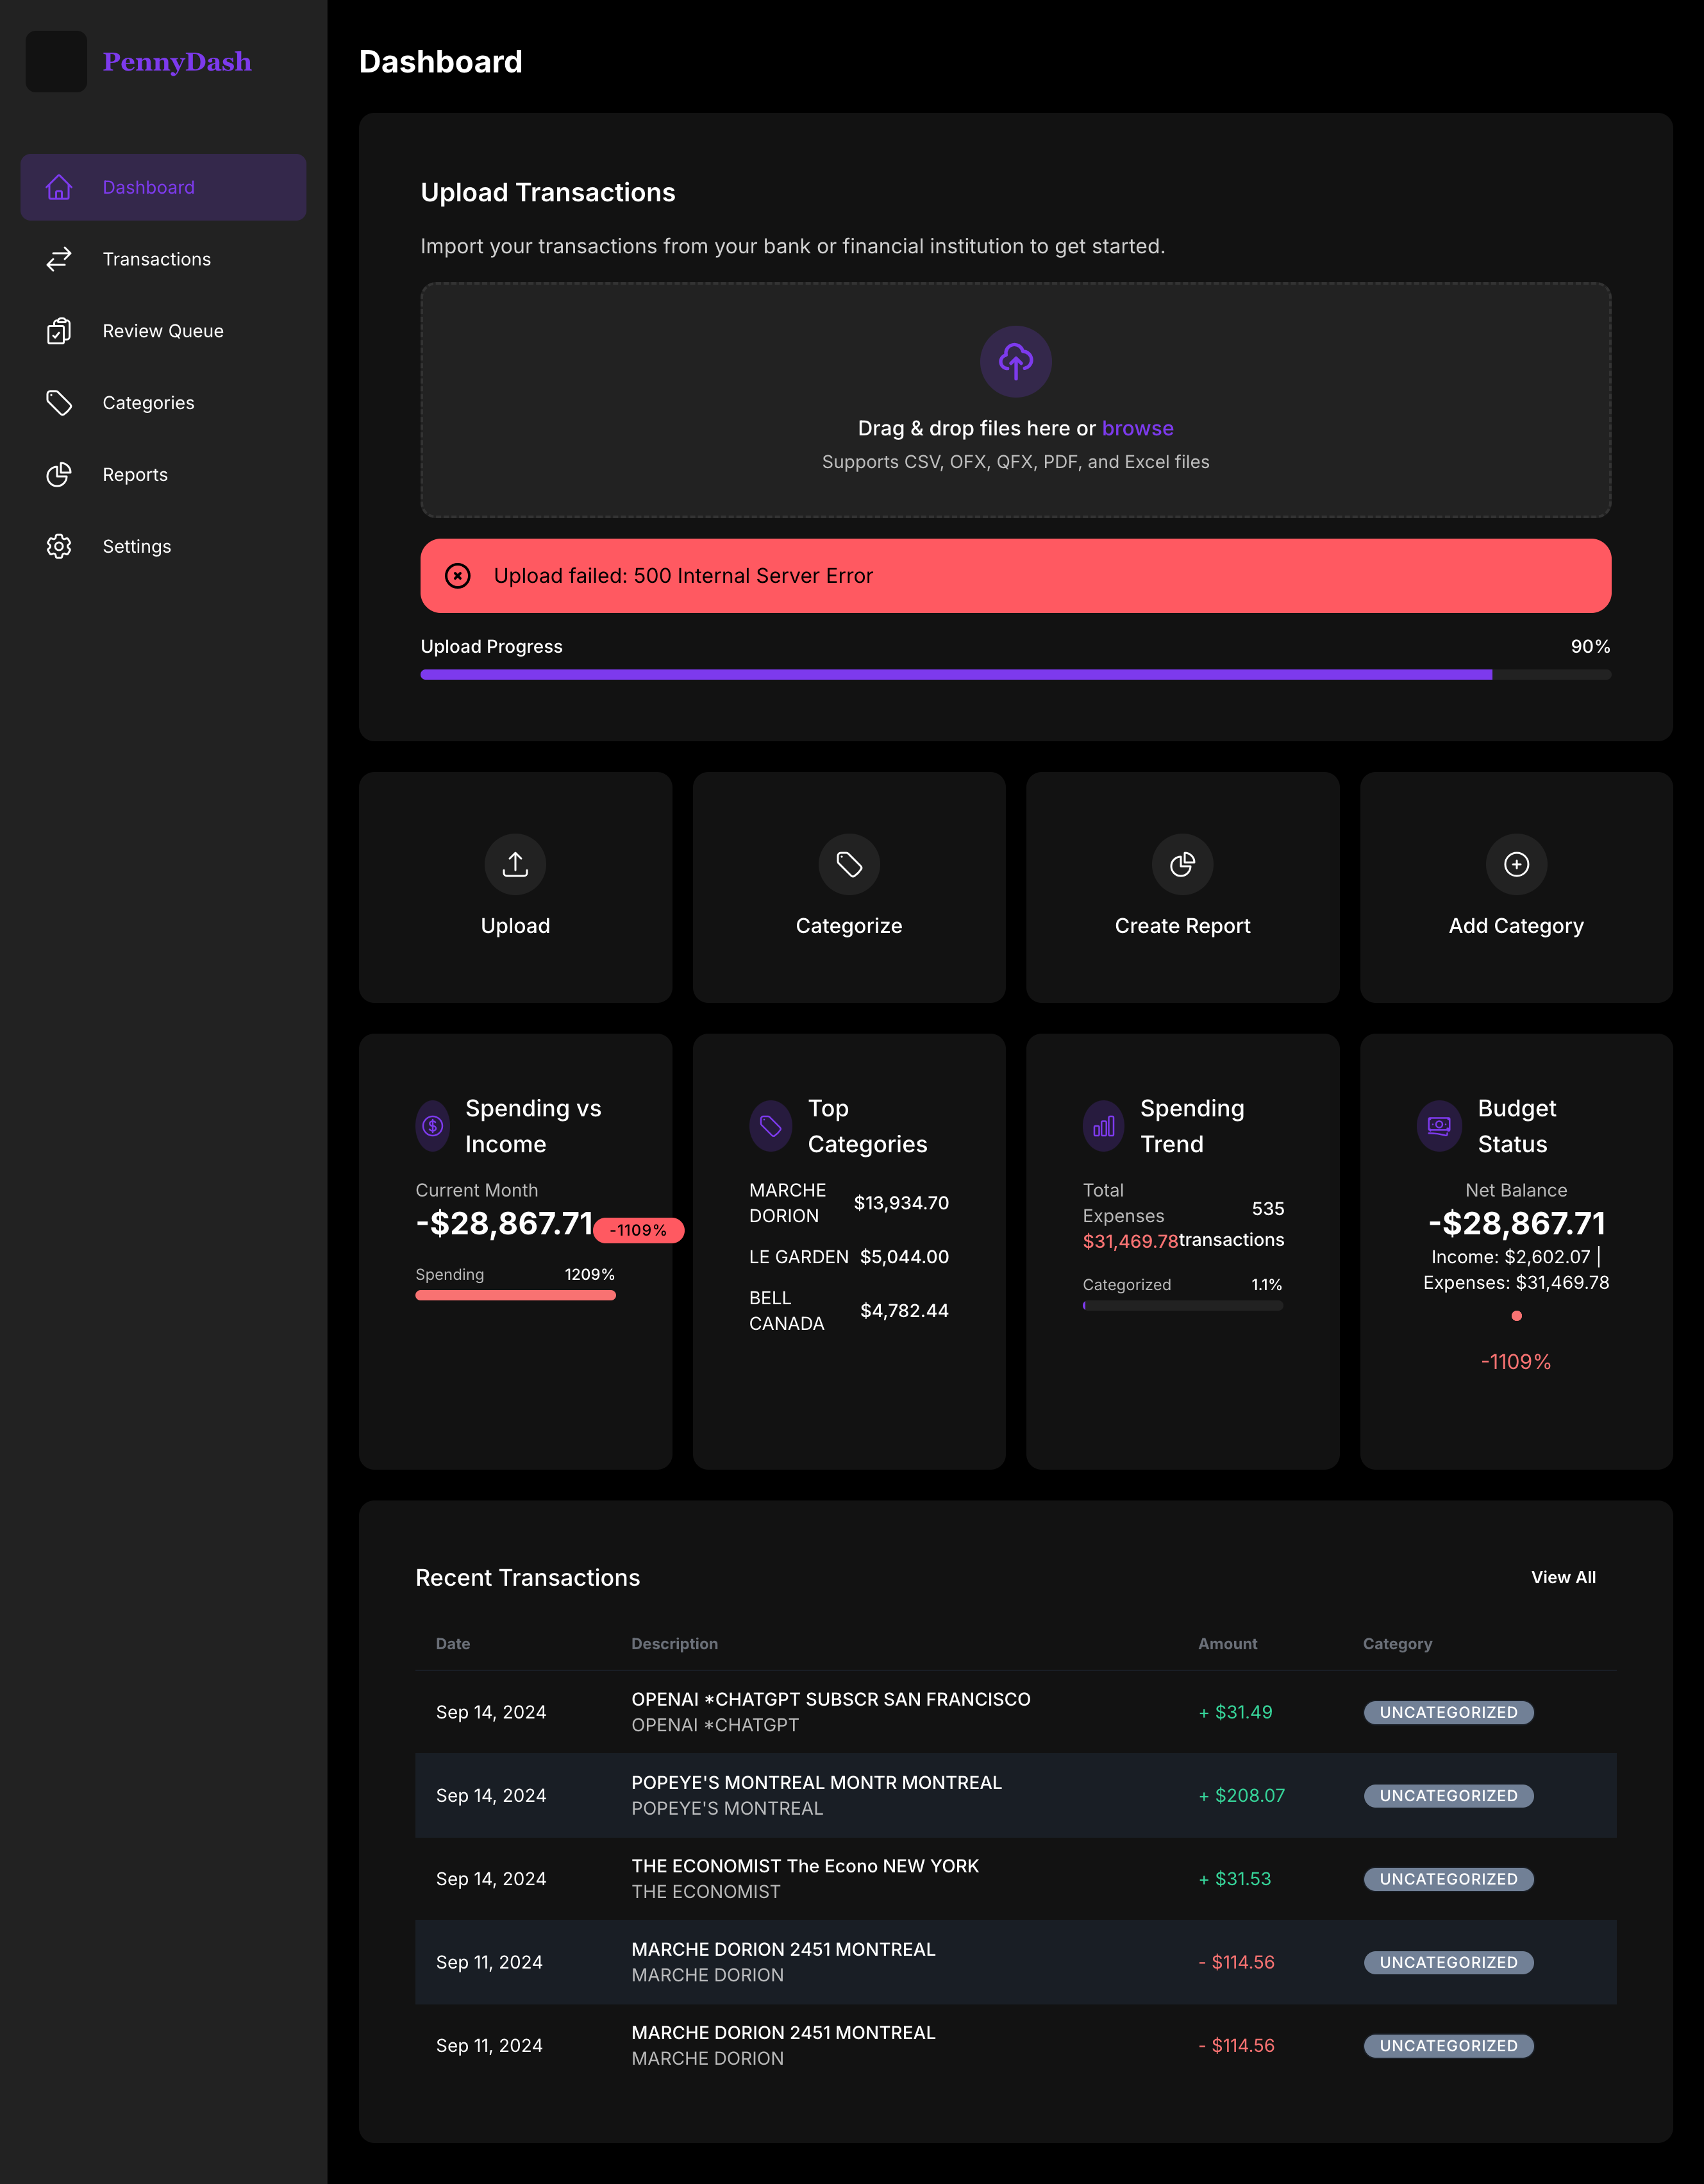 PennyDash
Dashboard
Transactions
Review Queue
Categories
Reports
Settings
Dashboard
Upload Transactions
Import your transactions from your bank or financial institution to get started.
Drag & drop files here or browse
Supports CSV, OFX, QFX, PDF, and Excel files
Upload failed: 500 Internal Server Error
Upload Progress 90%
Upload
Categorize
Create Report
Add Category
Spending vs
Income
Current Month
-$28,867.71 -1109%
Spending 1209%
Top
Categories
MARCHE
DORION $13,934.70
LE GARDEN $5,044.00
BELL
CANADA $4,782.44
Spending
Trend
Total
Expenses 535
$31,469.78 transactions
Categorized 1.1%
Budget
Status
Net Balance
-$28,867.71
Income: $2,602.07 |
Expenses: $31,469.78
-1109%
Recent Transactions View All
Date Description Amount Category
Sep 14, 2024 OPENAI *CHATGPT SUBSCR SAN FRANCISCO + $31.49 UNCATEGORIZED
OPENAI *CHATGPT
Sep 14, 2024 POPEYE'S MONTREAL MONTR MONTREAL + $208.07 UNCATEGORIZED
POPEYE'S MONTREAL
Sep 14, 2024 THE ECONOMIST The Econo NEW YORK + $31.53 UNCATEGORIZED
THE ECONOMIST
Sep 11, 2024 MARCHE DORION 2451 MONTREAL - $114.56 UNCATEGORIZED
MARCHE DORION
Sep 11, 2024 MARCHE DORION 2451 MONTREAL - $114.56 UNCATEGORIZED
MARCHE DORION